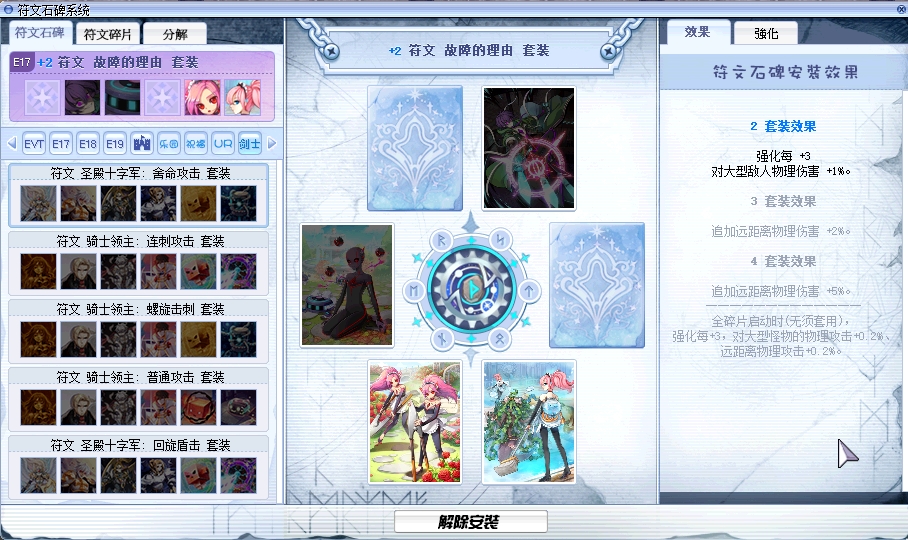 符文石碑系统
符文石碑 符文碎片 分解
E17 +2 符文 故障的理由 套装
EVT E17 E18 E19 乐园 祝福 UR 剑士
符文 圣殿十字军: 舍命攻击 套装
符文 骑士领主: 连刺攻击 套装
符文 骑士领主: 螺旋击刺 套装
符文 骑士领主: 普通攻击 套装
符文 圣殿十字军: 回旋盾击 套装
+2 符文 故障的理由 套装
效果 强化
符文石碑安装效果
2 套装效果
强化每 +3
对大型敌人物理伤害 +1%。
3 套装效果
追加远距离物理伤害 +2%。
4 套装效果
追加远距离物理伤害 +5%。
全碎片启动时(无须套用),
强化每+3, 对大型怪物的物理攻击+0.2%、
远距离物理攻击+0.2%。
解除安装